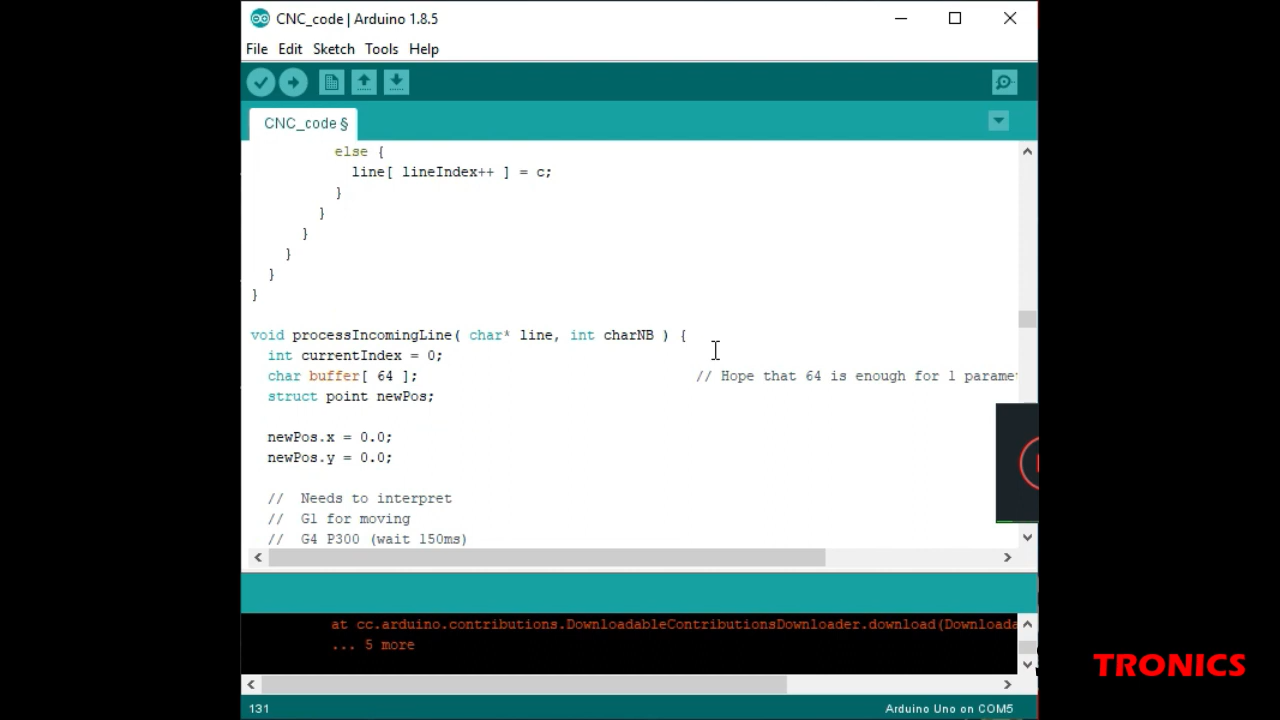 CNC_code | Arduino 1.8.5
File Edit Sketch Tools Help
CNC_code §
else {
line[ lineIndex++ ] = c;
}
}
}
}
}
}
void processIncomingLine( char* line, int charNB ) {
int currentIndex = 0;
char buffer[ 64 ]; // Hope that 64 is enough for 1 parame
struct point newPos;
newPos.x = 0.0;
newPos.y = 0.0;
// Needs to interpret
// G1 for moving
// G4 P300 (wait 150ms)
at cc.arduino.contributions.DownloadableContributionsDownloader.download(Downloada
... 5 more
131 Arduino Uno on COM5
TRONICS